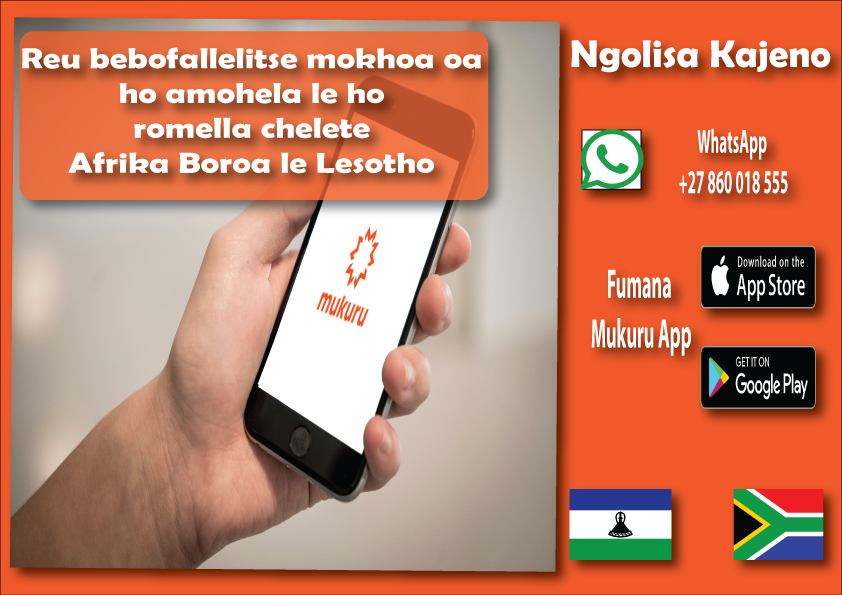 Reu bebofallelitse mokhoa oa
ho amohela le ho
romella chelete
Afrika Boroa le Lesotho
mukuru
Ngolisa Kajeno
WhatsApp
+27 860 018 555
Fumana
Mukuru App
Download on the
App Store
GET IT ON
Google Play